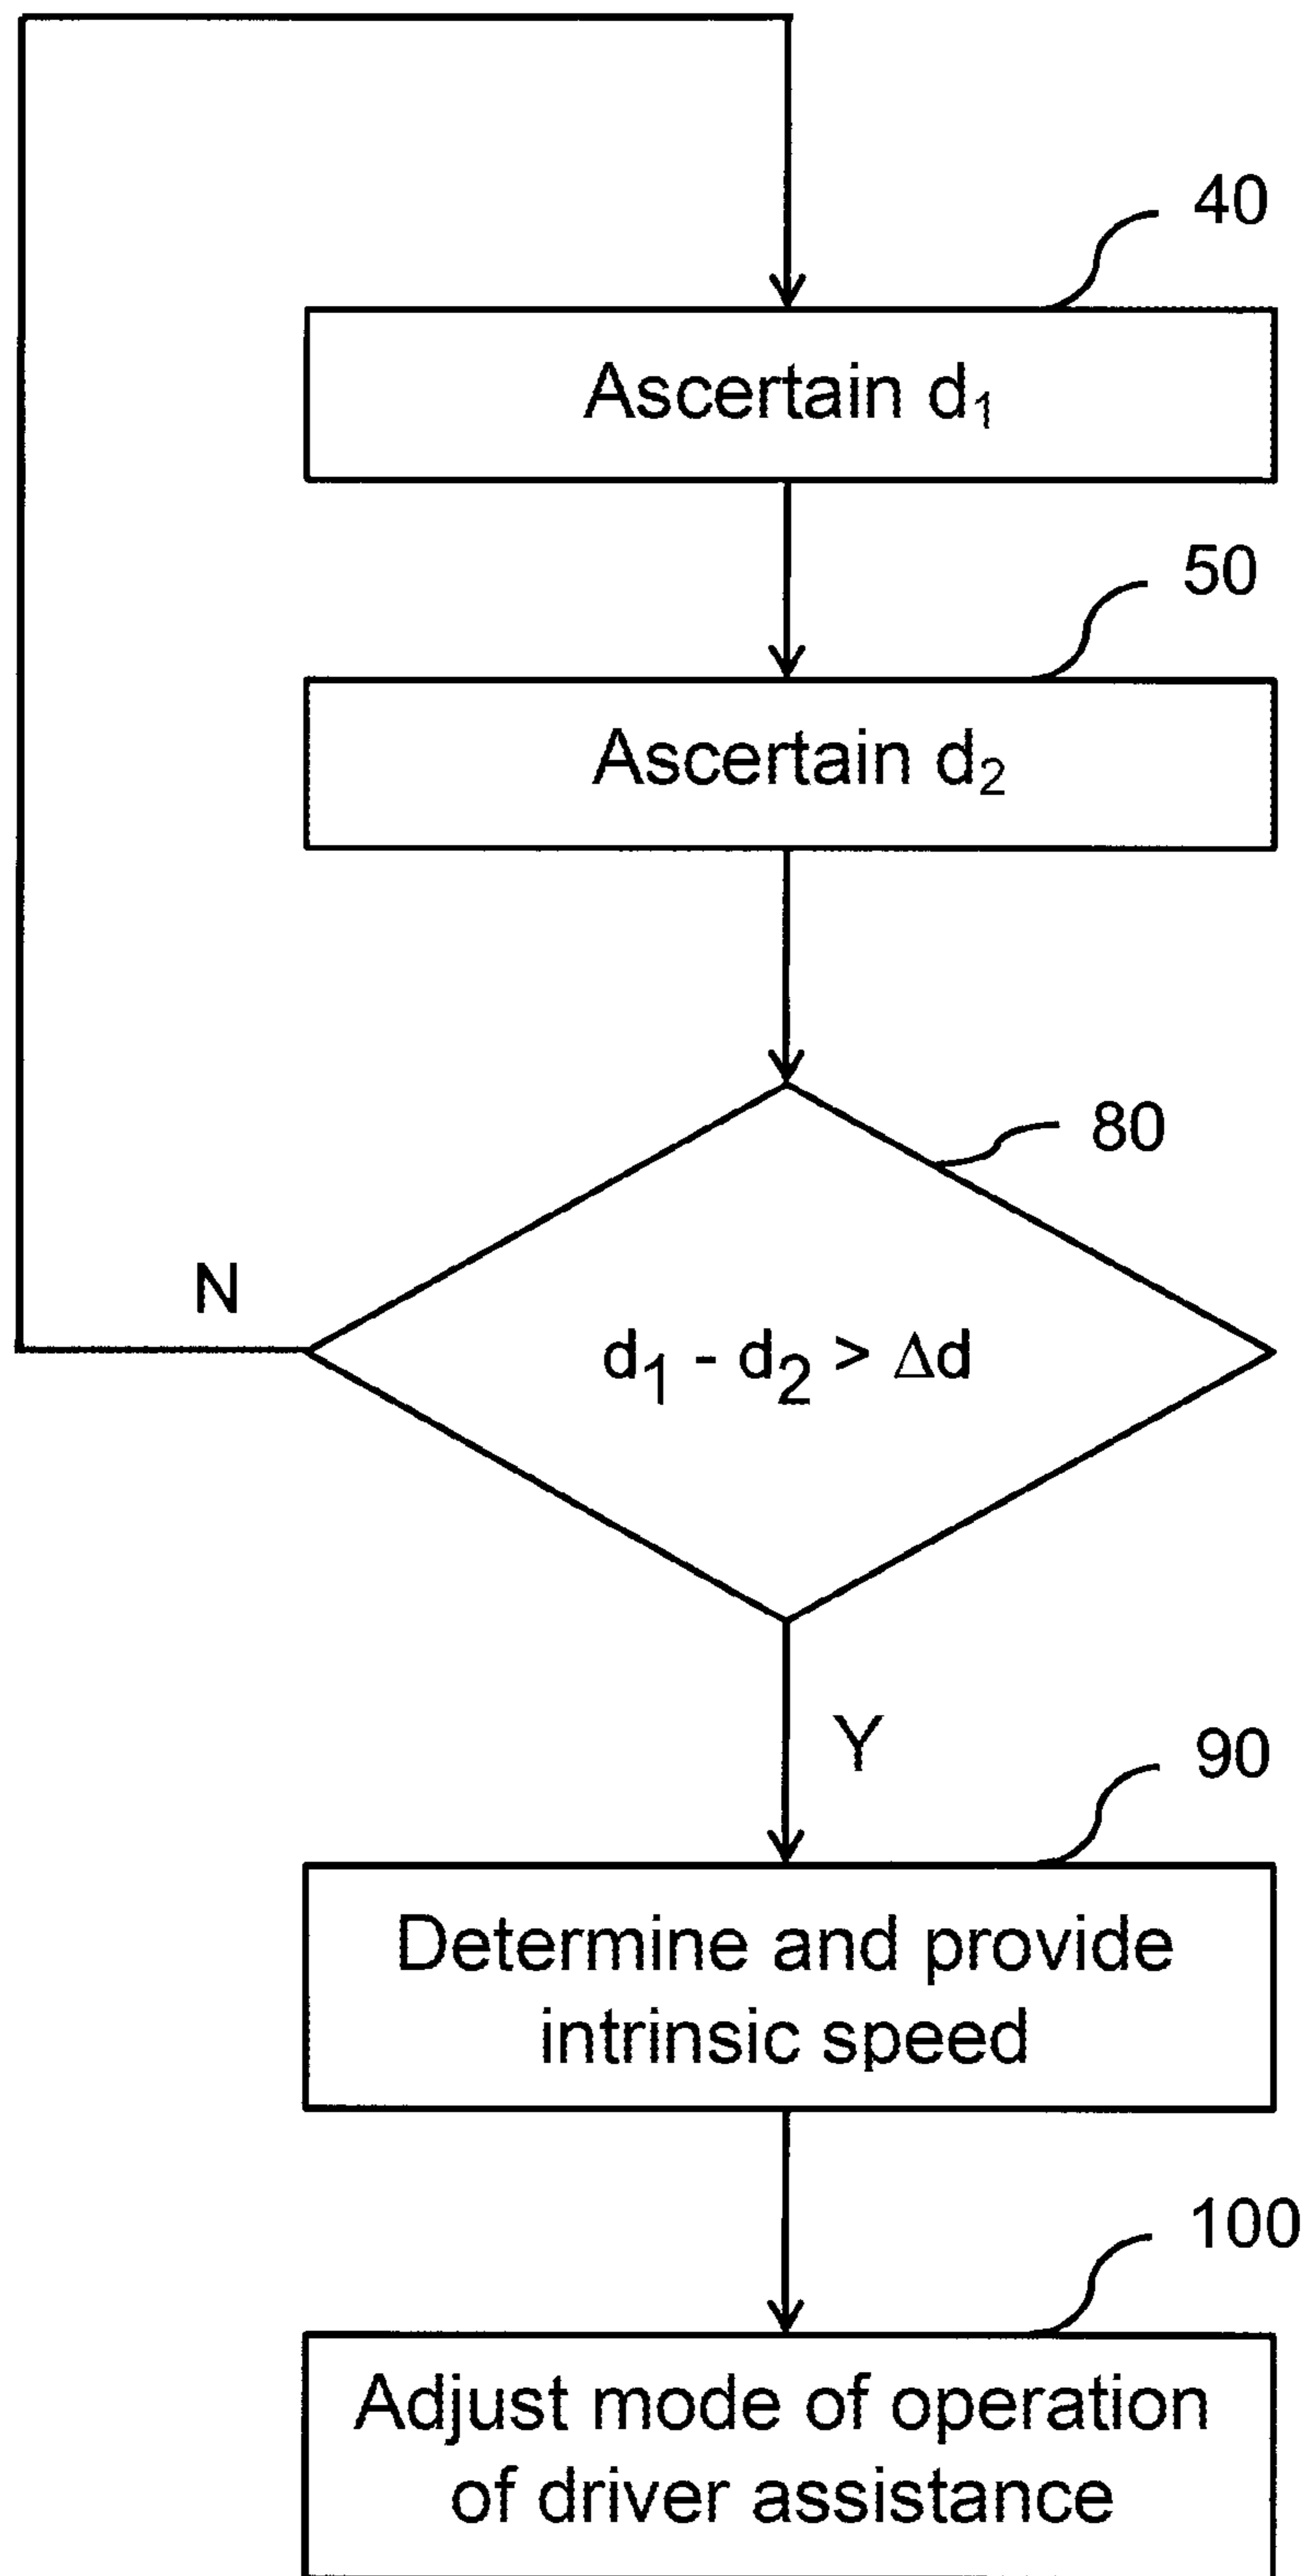 40
Ascertain d₁
50
Ascertain d₂
80
N
d₁ - d₂ > Δd
Y
90
Determine and provide
intrinsic speed
100
Adjust mode of operation
of driver assistance